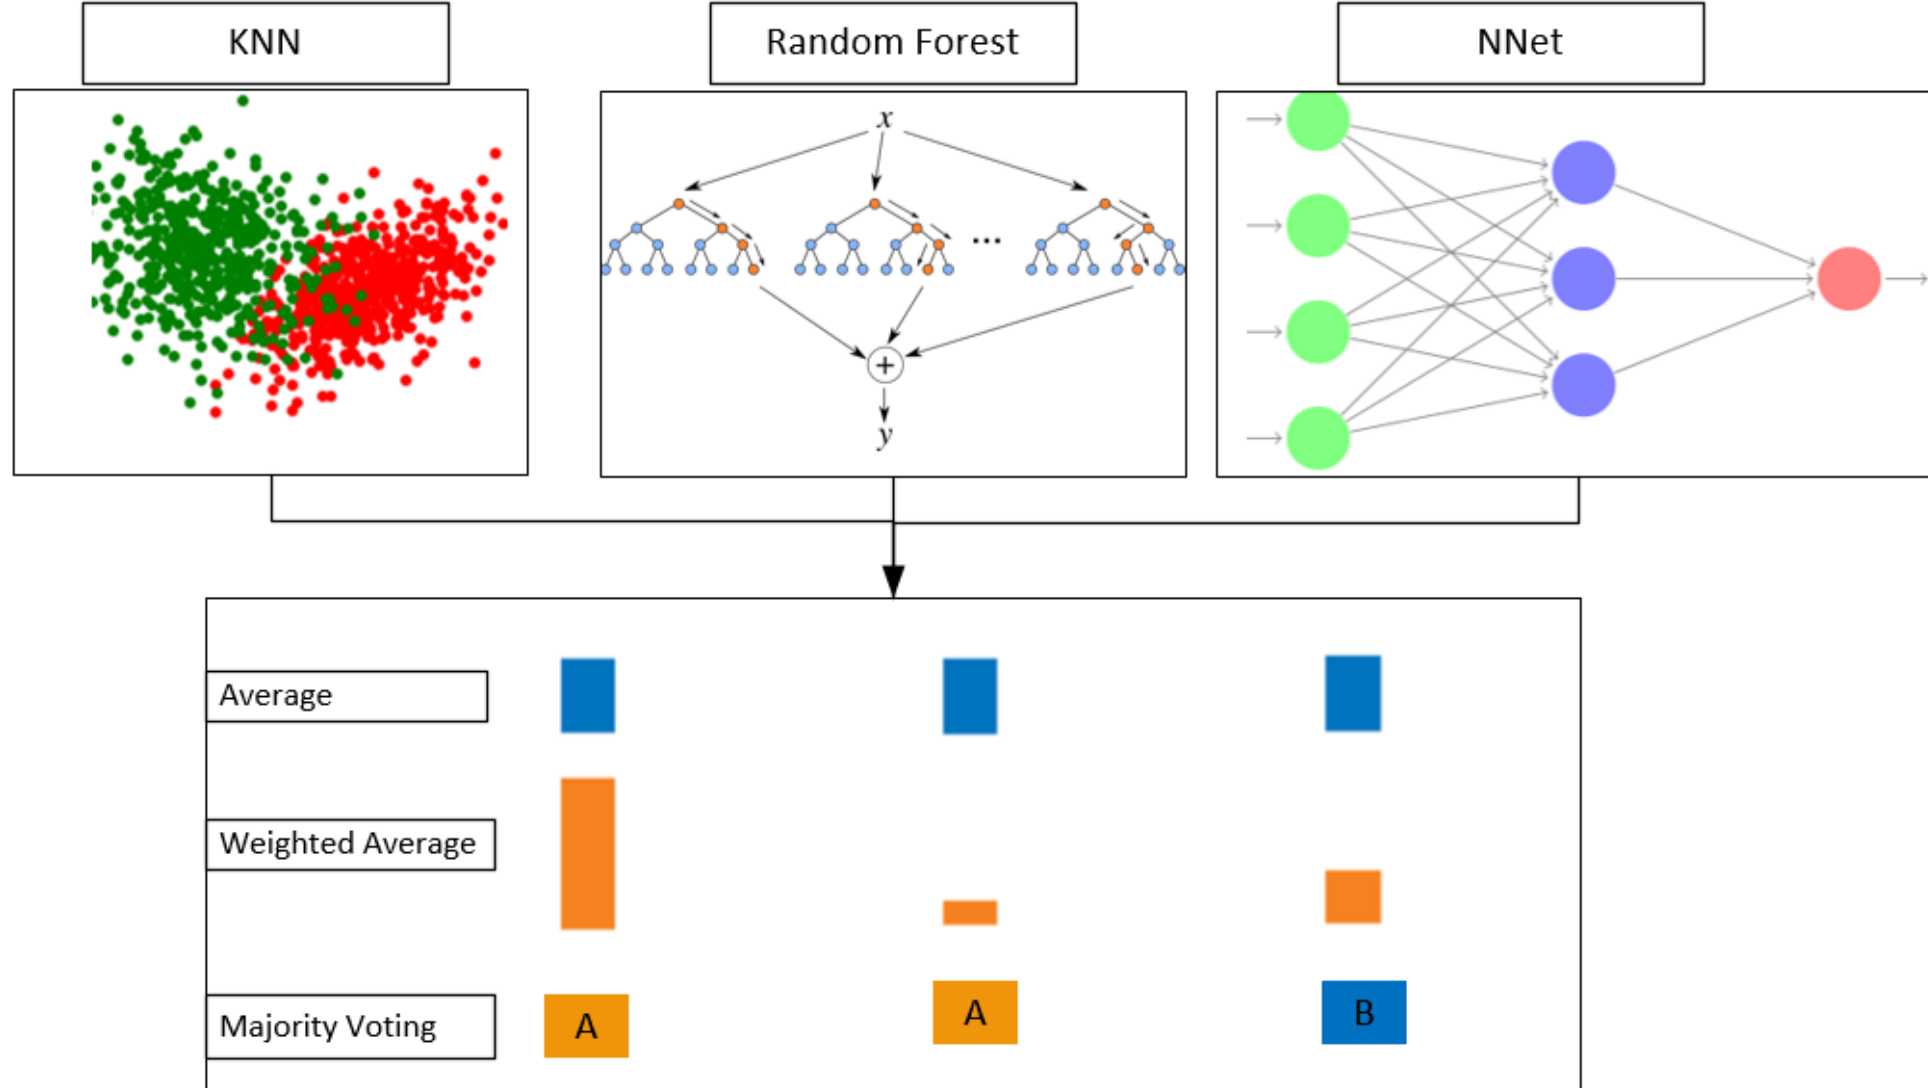 KNN
Random Forest
NNet
x
...
+
y
Average
Weighted Average
Majority Voting
A
A
B